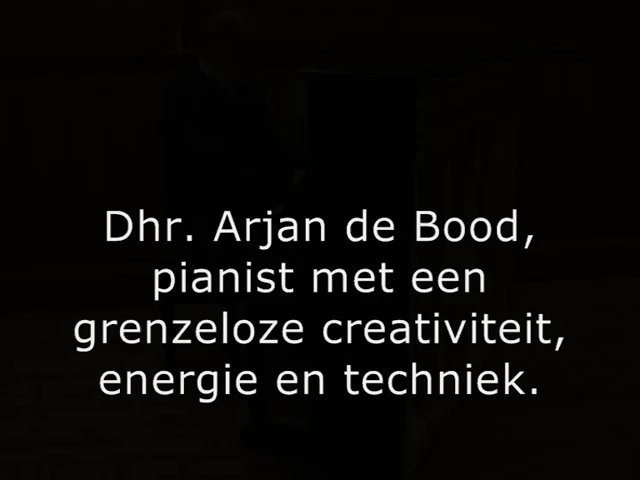 Dhr. Arjan de Bood,
pianist met een
grenzeloze creativiteit,
energie en techniek.